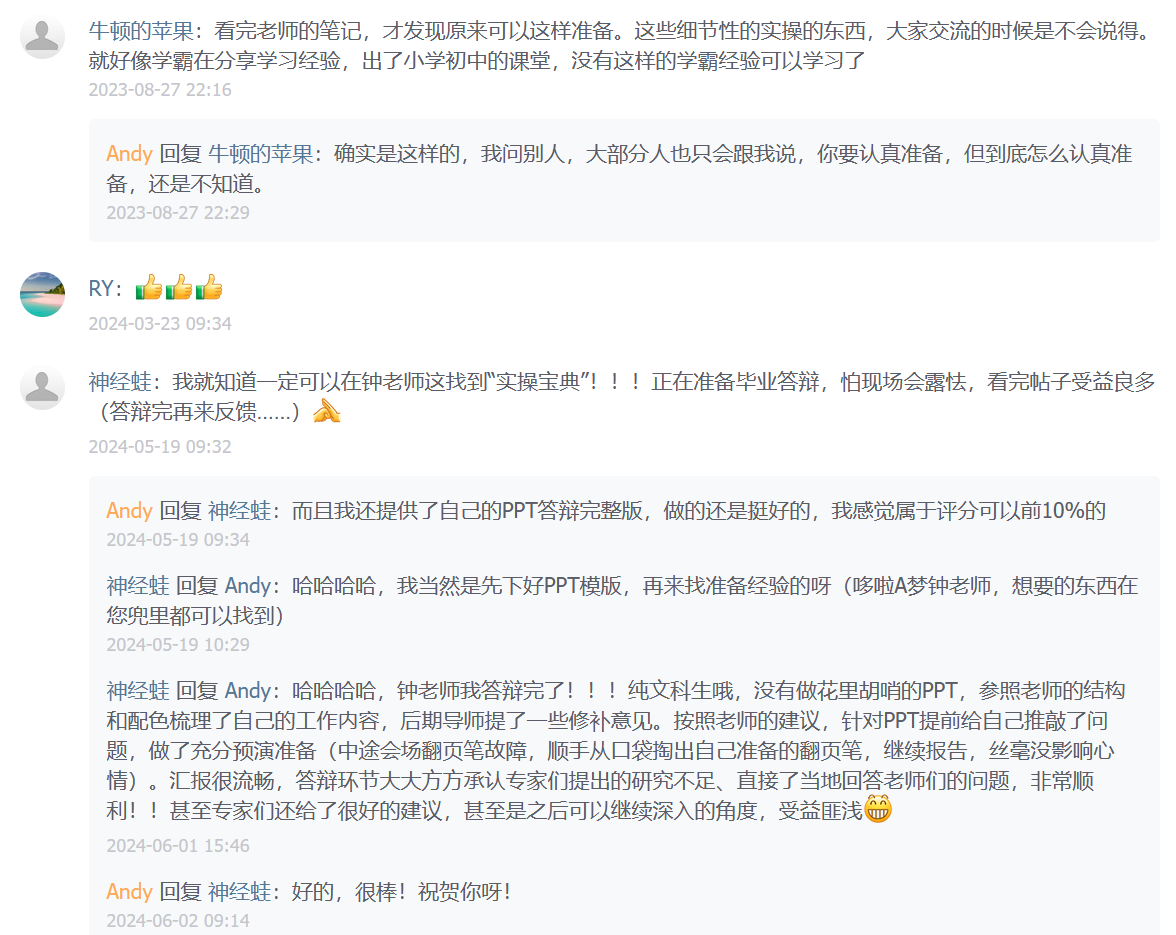 牛顿的苹果：看完老师的笔记，才发现原来可以这样准备。这些细节性的实操的东西，大家交流的时候是不会说得。
就好像学霸在分享学习经验，出了小学初中的课堂，没有这样的学霸经验可以学习了
2023-08-27 22:16
Andy 回复 牛顿的苹果：确实是这样的，我问别人，大部分人也只会跟我说，你要认真准备，但到底怎么认真准
备，还是不知道。
2023-08-27 22:29
RY：👍👍👍
2024-03-23 09:34
神经蛙：我就知道一定可以在钟老师这找到“实操宝典”！！！正在准备毕业答辩，怕现场会露怯，看完帖子受益良多
（答辩完再来反馈......）
2024-05-19 09:32
Andy 回复 神经蛙：而且我还提供了自己的PPT答辩完整版，做的还是挺好的，我感觉属于评分可以前10%的
2024-05-19 09:34
神经蛙 回复 Andy：哈哈哈哈，我当然是先下好PPT模版，再来找准备经验的呀（哆啦A梦钟老师，想要的东西在
您兜里都可以找到）
2024-05-19 10:29
神经蛙 回复 Andy：哈哈哈哈，钟老师我答辩完了！！！纯文科生哦，没有做花里胡哨的PPT，参照老师的结构
和配色梳理了自己的工作内容，后期导师提了一些修补意见。按照老师的建议，针对PPT提前给自己推敲了问
题，做了充分预演准备（中途会场翻页笔故障，顺手从口袋掏出自己准备的翻页笔，继续报告，丝毫没影响心
情）。汇报很流畅，答辩环节大大方方承认专家们提出的研究不足、直接了当地回答老师们的问题，非常顺
利！！甚至专家们还给了很好的建议，甚至是之后可以继续深入的角度，受益匪浅😁
2024-06-01 15:46
Andy 回复 神经蛙：好的，很棒！祝贺你呀！
2024-06-02 09:14